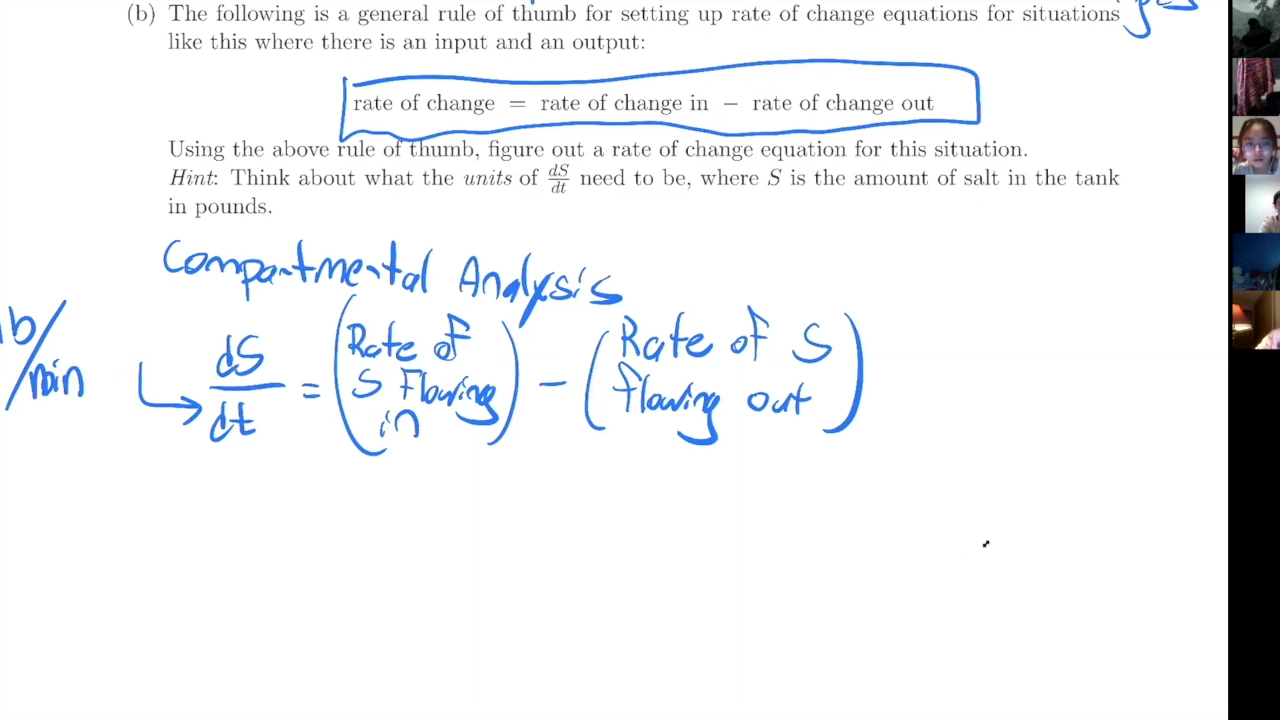 (b) The following is a general rule of thumb for setting up rate of change equations for situations
like this where there is an input and an output:
rate of change = rate of change in − rate of change out
Using the above rule of thumb, figure out a rate of change equation for this situation.
Hint: Think about what the units of dS/dt need to be, where S is the amount of salt in the tank
in pounds.
Compartmental Analysis
lb/min
dS/dt = (Rate of S Flowing in) − (Rate of S flowing out)